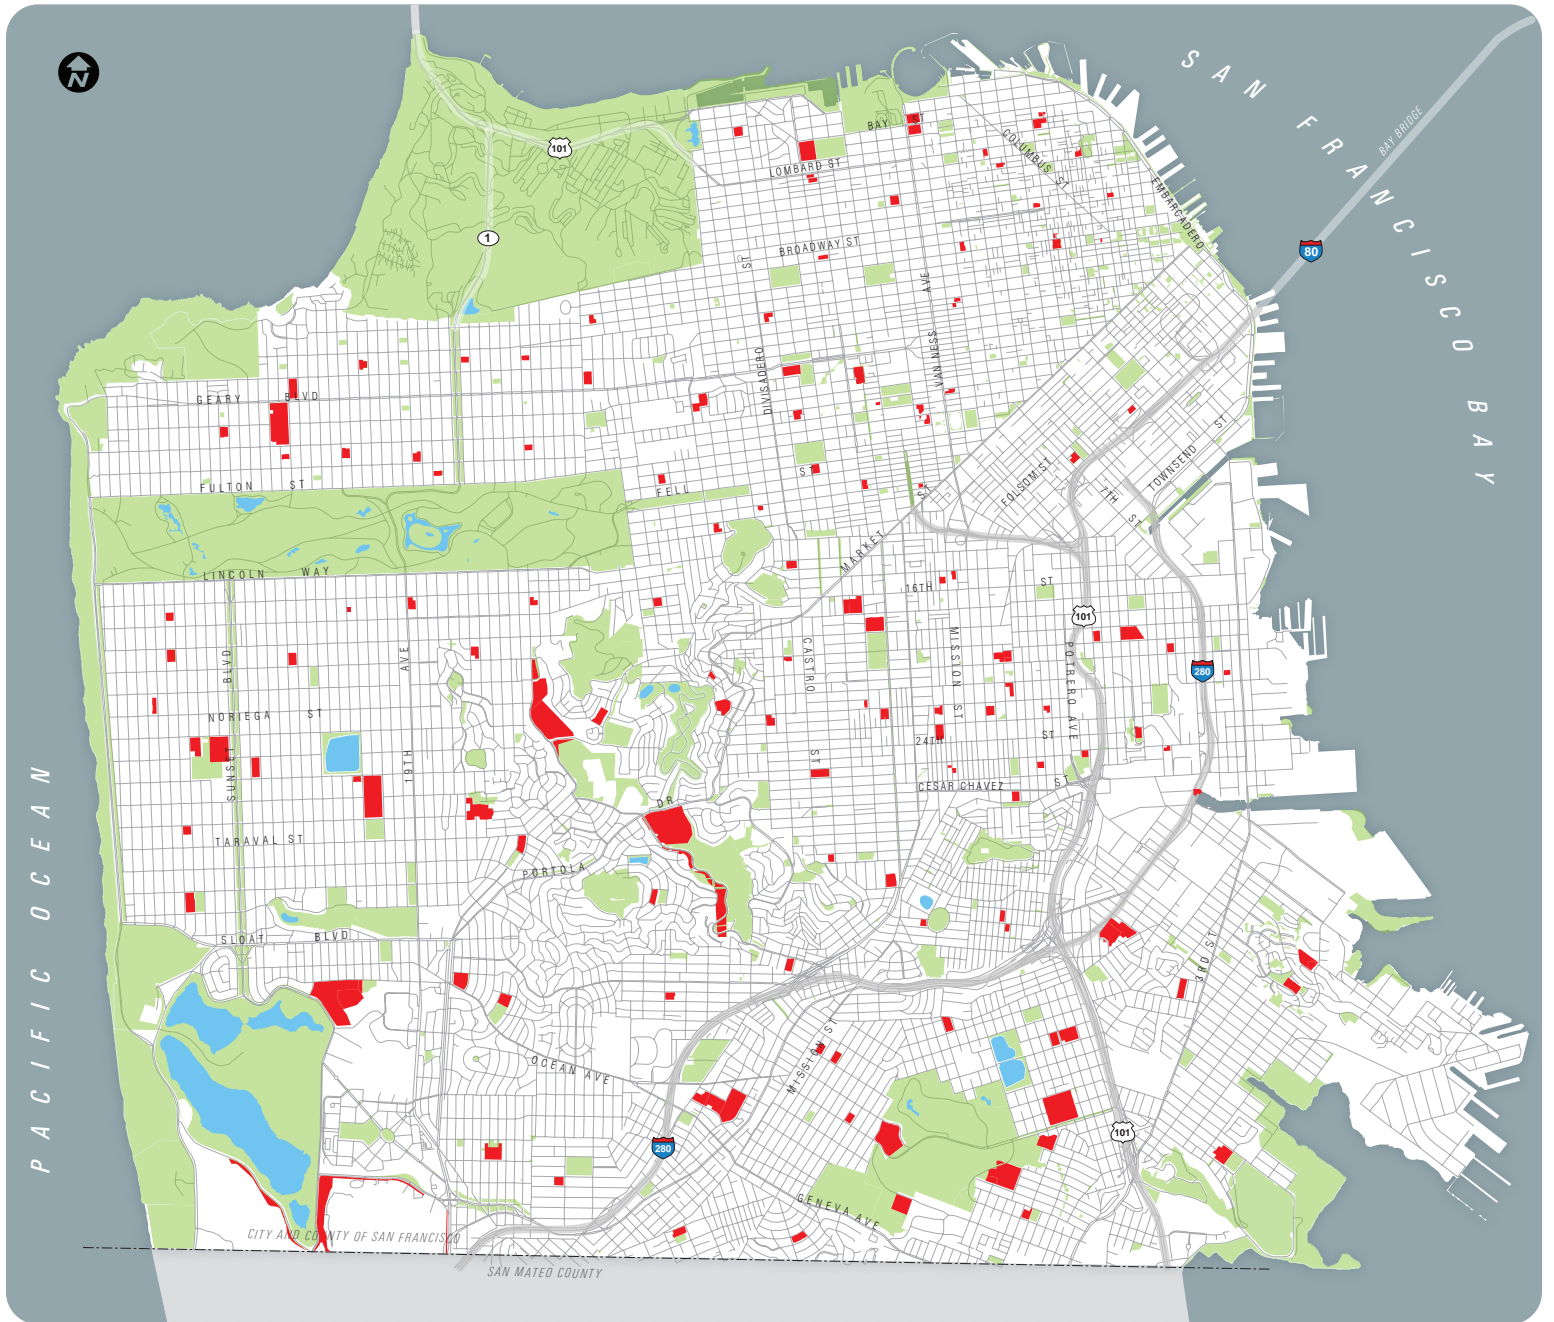 N
SAN FRANCISCO BAY
BAY BRIDGE
80
101
1
BAY ST
COLUMBUS ST
LOMBARD ST
EMBARCADERO
BROADWAY ST
DIVISADERO ST
VAN NESS AVE
GEARY BLVD
FULTON ST
FELL ST
FOLSOM ST
7TH ST
TOWNSEND ST
MARKET ST
LINCOLN WAY
16TH ST
101
280
SUNSET BLVD
19TH AVE
CASTRO ST
MISSION ST
POTRERO AVE
NORIEGA ST
24TH ST
CESAR CHAVEZ ST
TARAVAL ST
PORTOLA DR
SLOAT BLVD
3RD ST
OCEAN AVE
MISSION ST
280
101
GENEVA AVE
PACIFIC OCEAN
CITY AND COUNTY OF SAN FRANCISCO
SAN MATEO COUNTY